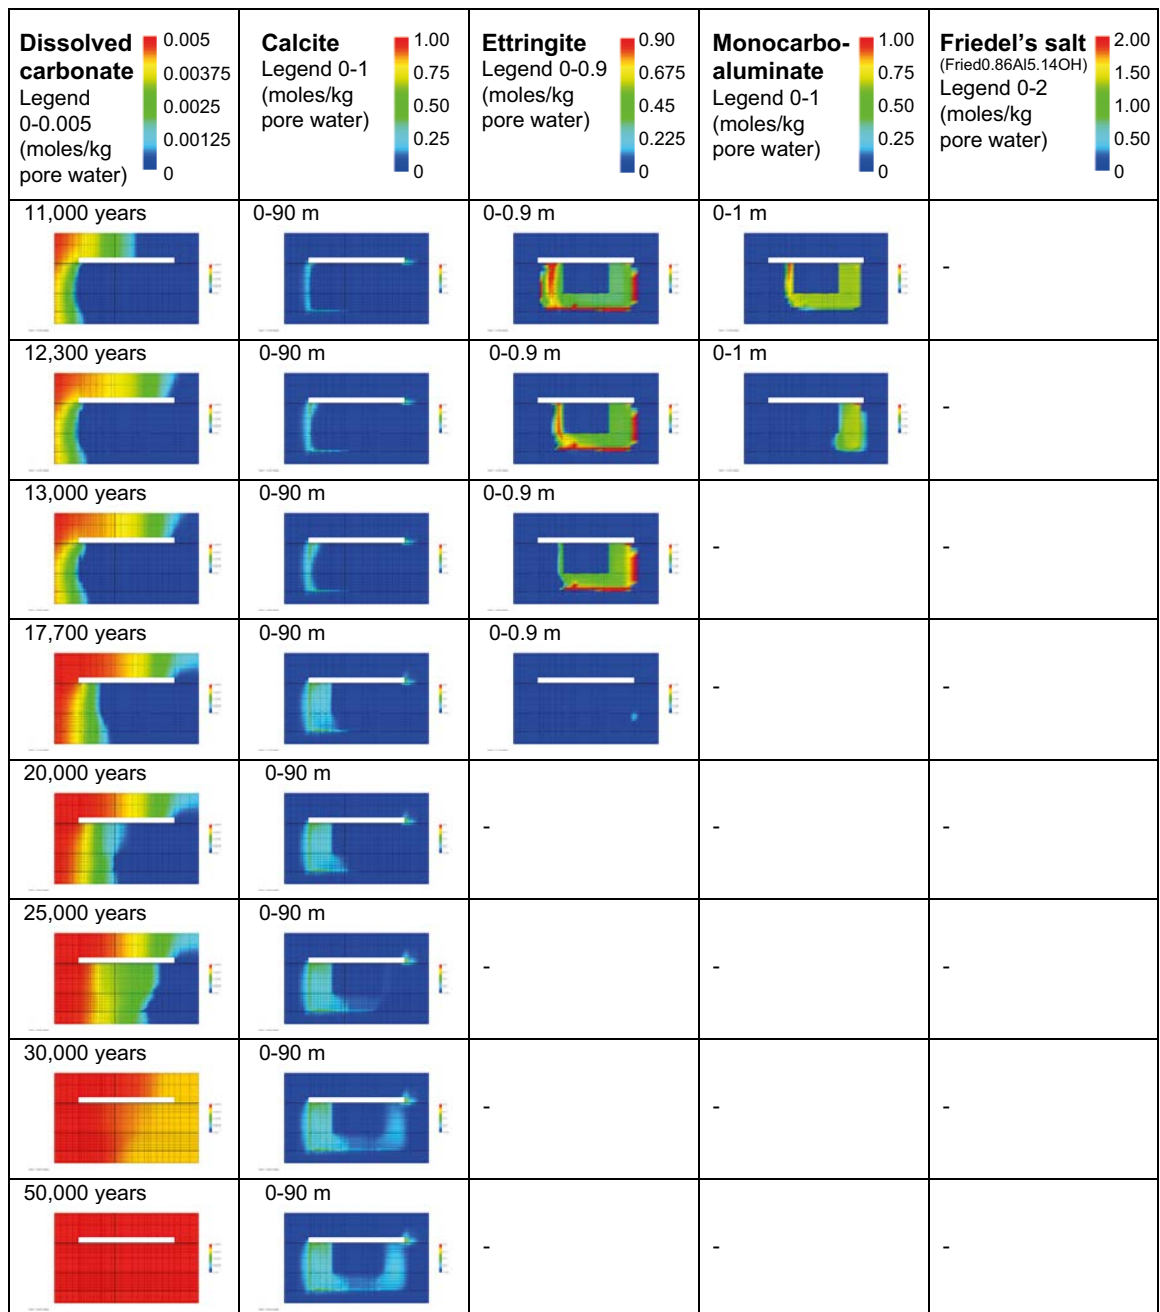 Dissolved
carbonate
Legend
0-0.005
(moles/kg
pore water)
0.005
0.00375
0.0025
0.00125
0
Calcite
Legend 0-1
(moles/kg
pore water)
1.00
0.75
0.50
0.25
0
Ettringite
Legend 0-0.9
(moles/kg
pore water)
0.90
0.675
0.45
0.225
0
Monocarbo-
aluminate
Legend 0-1
(moles/kg
pore water)
1.00
0.75
0.50
0.25
0
Friedel's salt
(Fried0.86Al5.14OH)
Legend 0-2
(moles/kg
pore water)
2.00
1.50
1.00
0.50
0
11,000 years
0-90 m
0-0.9 m
0-1 m
-
12,300 years
0-90 m
0-0.9 m
0-1 m
-
13,000 years
0-90 m
0-0.9 m
-
-
17,700 years
0-90 m
0-0.9 m
-
-
20,000 years
0-90 m
-
-
-
25,000 years
0-90 m
-
-
-
30,000 years
0-90 m
-
-
-
50,000 years
0-90 m
-
-
-